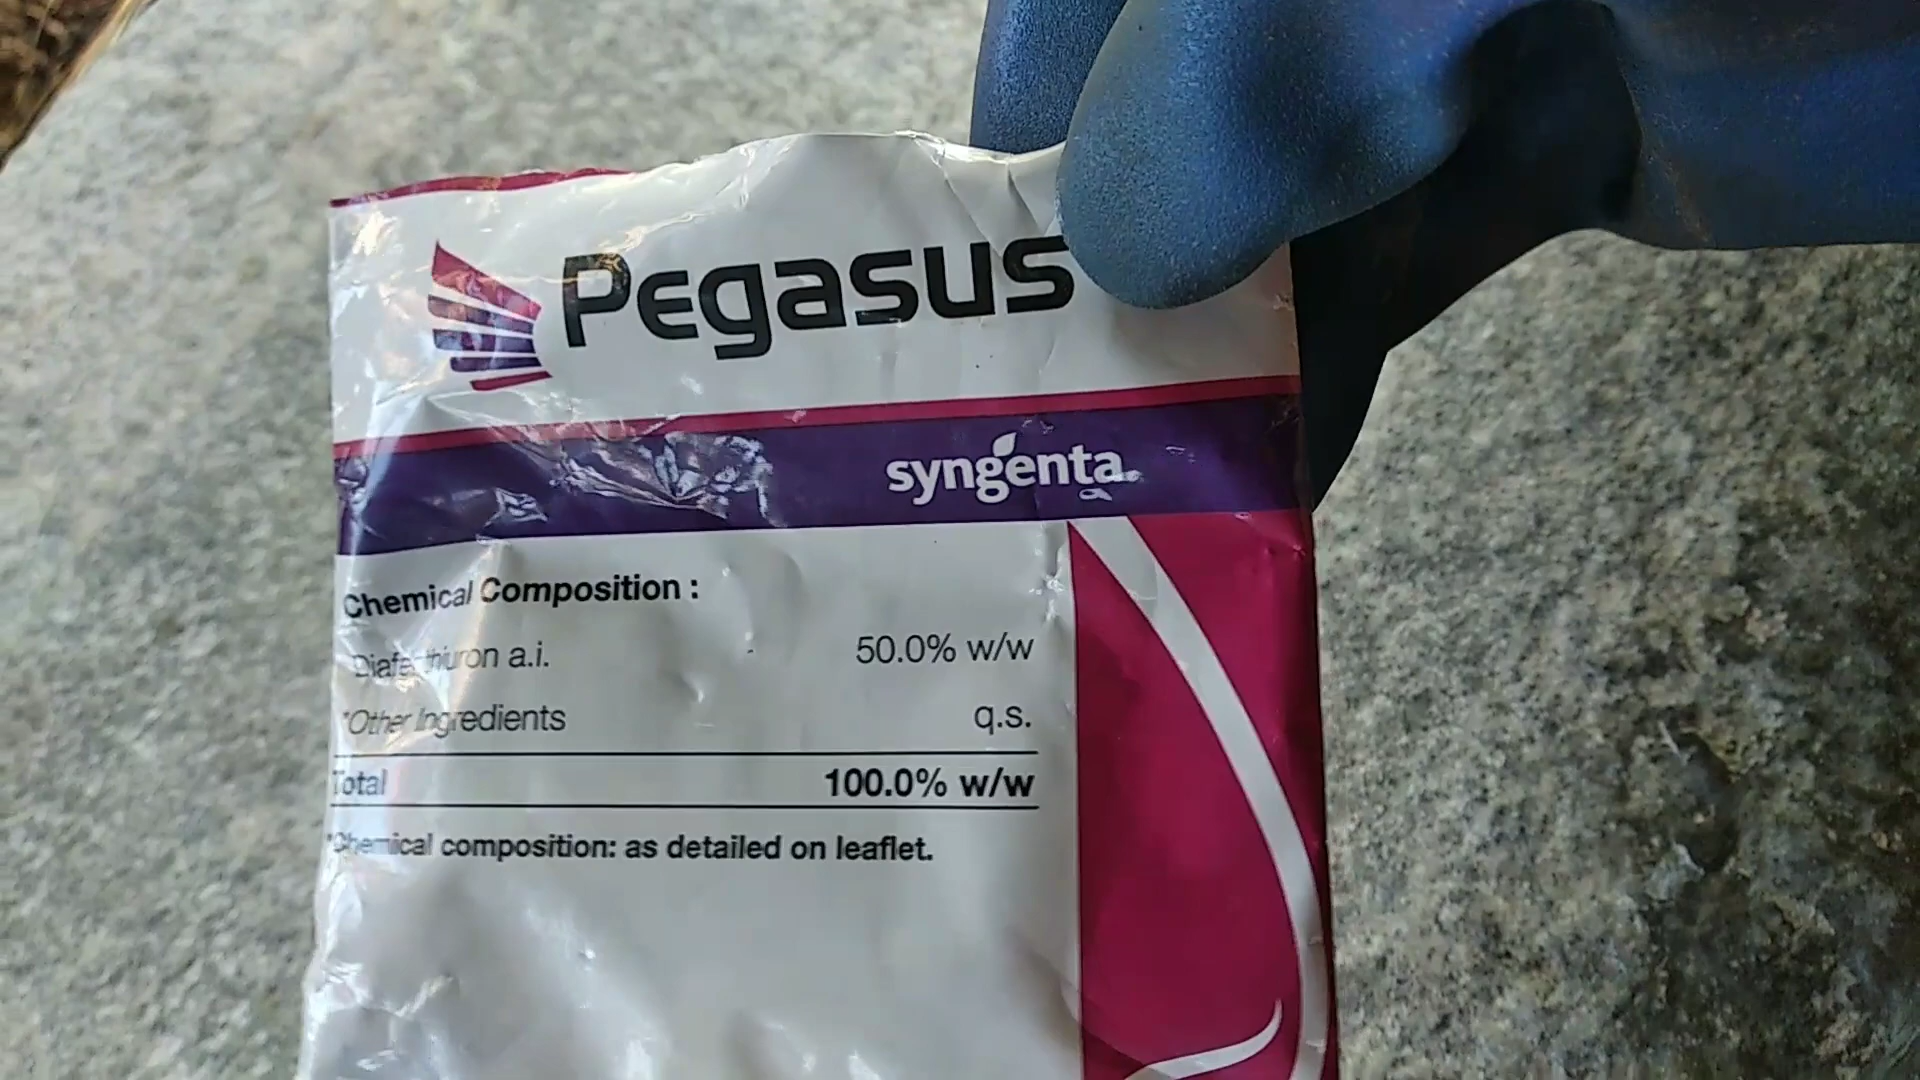 Pegasus
syngenta
Chemical Composition :
Diafenthiuron a.i. 50.0% w/w
*Other Ingredients q.s.
Total 100.0% w/w
*Chemical composition: as detailed on leaflet.